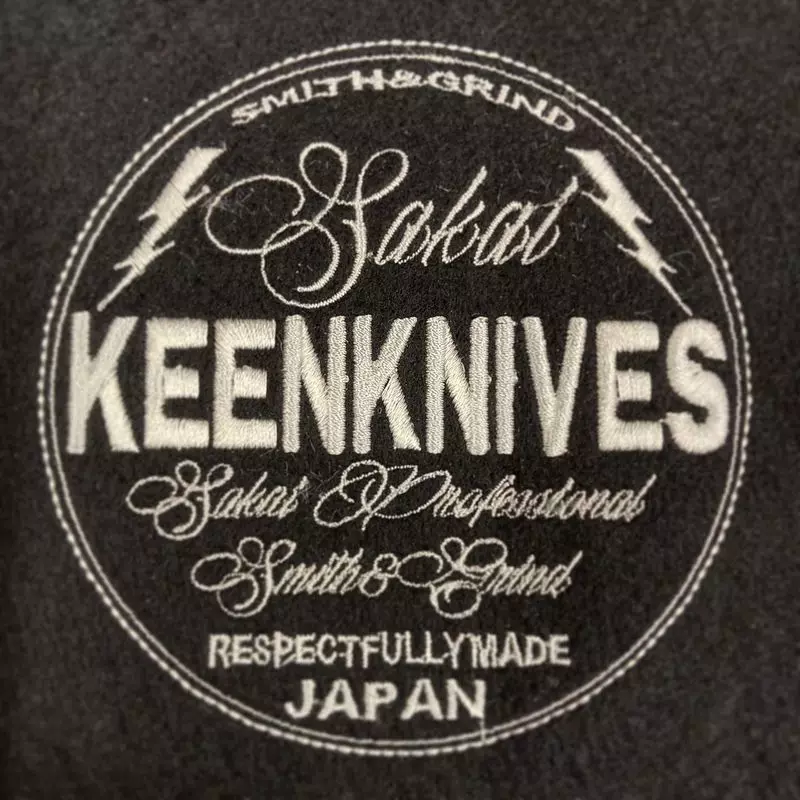 SMITH&GRIND
Sakai
KEENKNIVES
Sakai Professional
Smith&Grind
RESPECTFULLYMADE
JAPAN